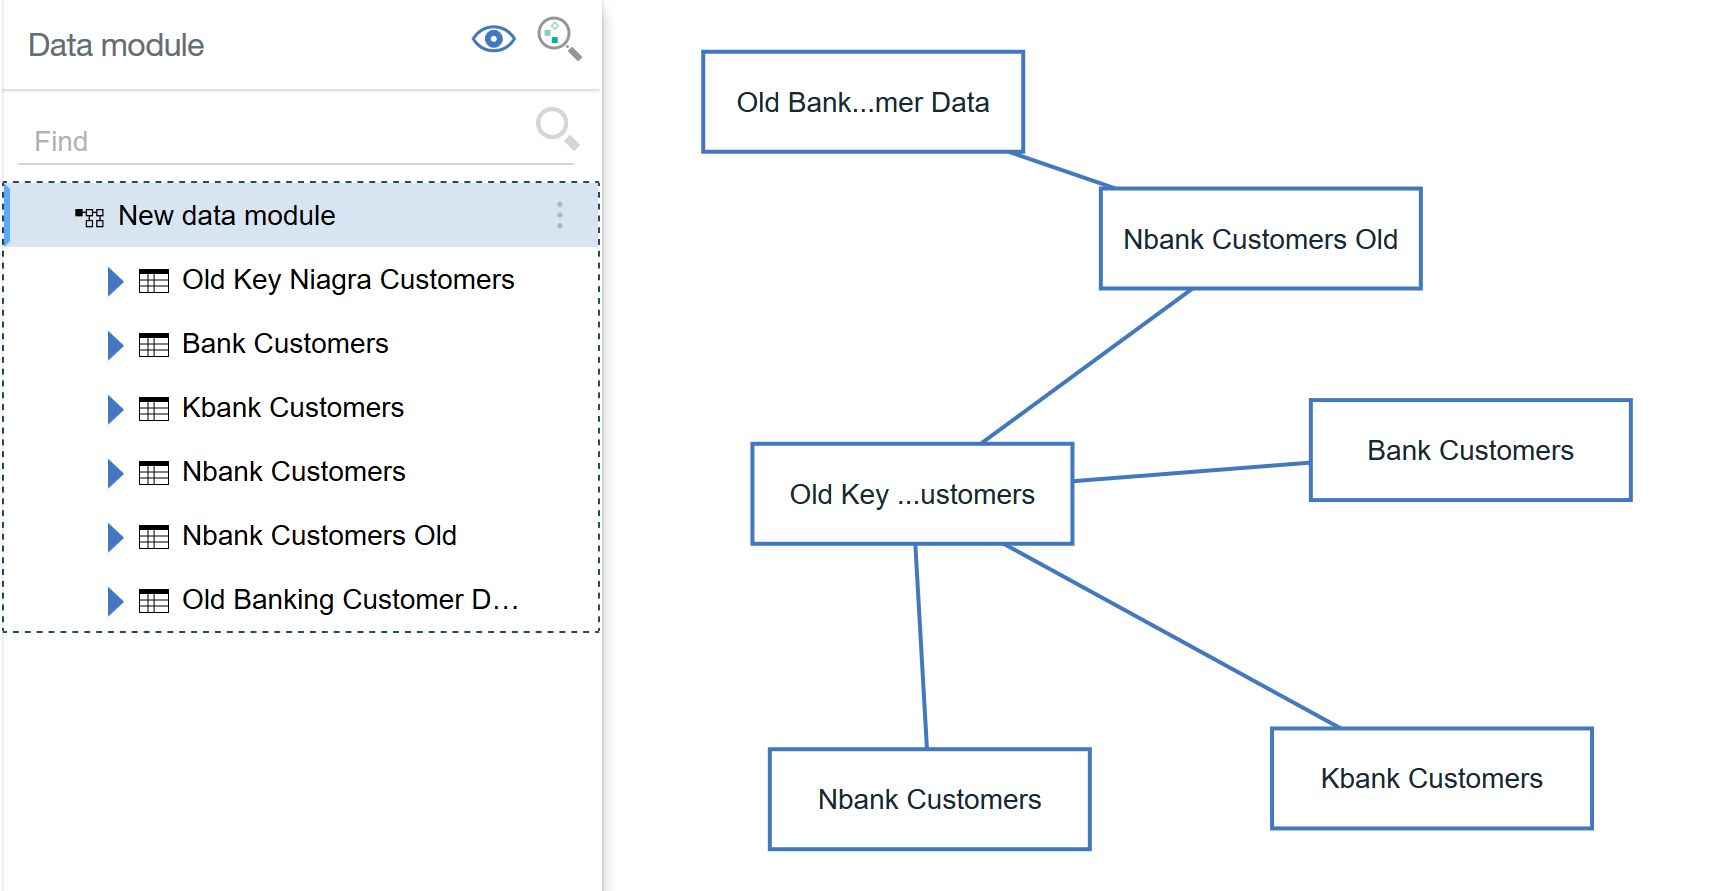 Data module
Find
New data module
Old Key Niagra Customers
Bank Customers
Kbank Customers
Nbank Customers
Nbank Customers Old
Old Banking Customer D...
Old Bank...mer Data
Nbank Customers Old
Bank Customers
Old Key ...ustomers
Kbank Customers
Nbank Customers